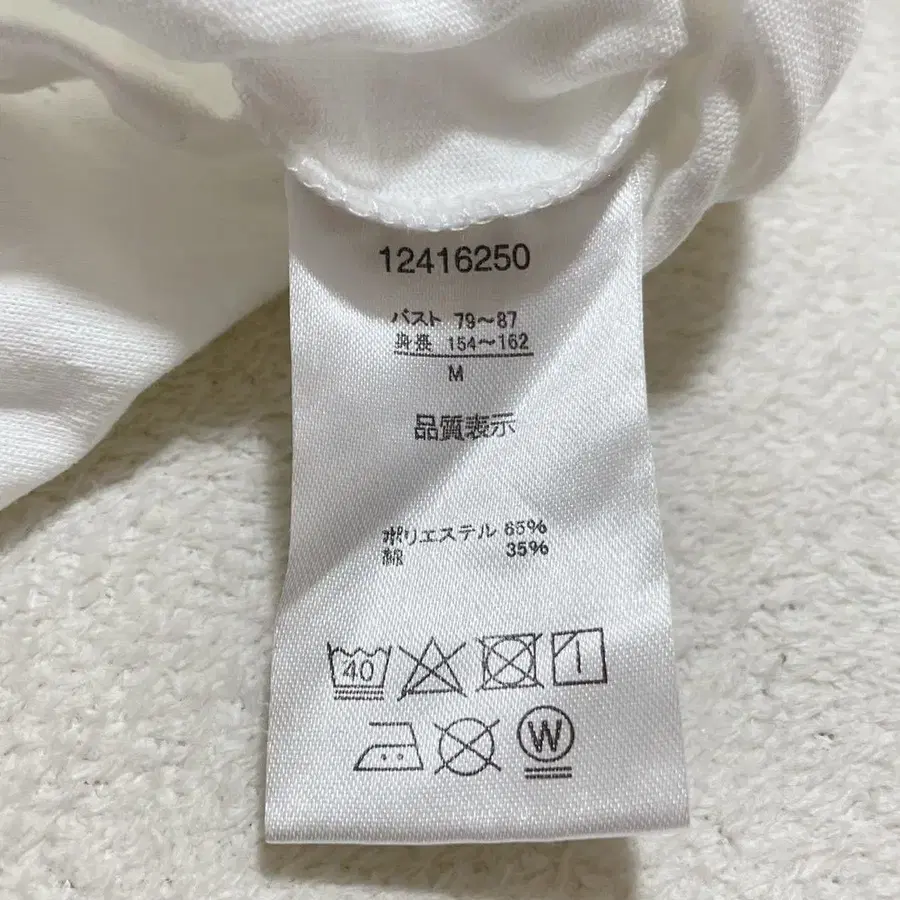 12416250
バスト 79～87
身長 154～162
M
品質表示
ポリエステル 65%
綿 35%
40
W